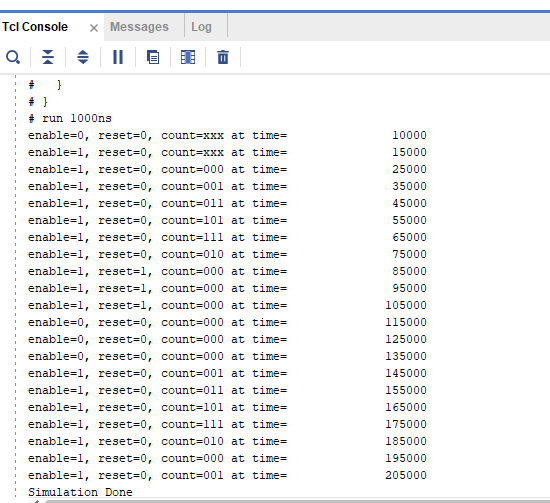 Tcl Console × Messages Log
# }
# }
# run 1000ns
enable=0, reset=0, count=xxx at time= 10000
enable=1, reset=0, count=xxx at time= 15000
enable=1, reset=0, count=000 at time= 25000
enable=1, reset=0, count=001 at time= 35000
enable=1, reset=0, count=011 at time= 45000
enable=1, reset=0, count=101 at time= 55000
enable=1, reset=0, count=111 at time= 65000
enable=1, reset=0, count=010 at time= 75000
enable=1, reset=1, count=000 at time= 85000
enable=1, reset=1, count=000 at time= 95000
enable=1, reset=1, count=000 at time= 105000
enable=0, reset=0, count=000 at time= 115000
enable=0, reset=0, count=000 at time= 125000
enable=0, reset=0, count=000 at time= 135000
enable=1, reset=0, count=001 at time= 145000
enable=1, reset=0, count=011 at time= 155000
enable=1, reset=0, count=101 at time= 165000
enable=1, reset=0, count=111 at time= 175000
enable=1, reset=0, count=010 at time= 185000
enable=1, reset=0, count=000 at time= 195000
enable=1, reset=0, count=001 at time= 205000
Simulation Done